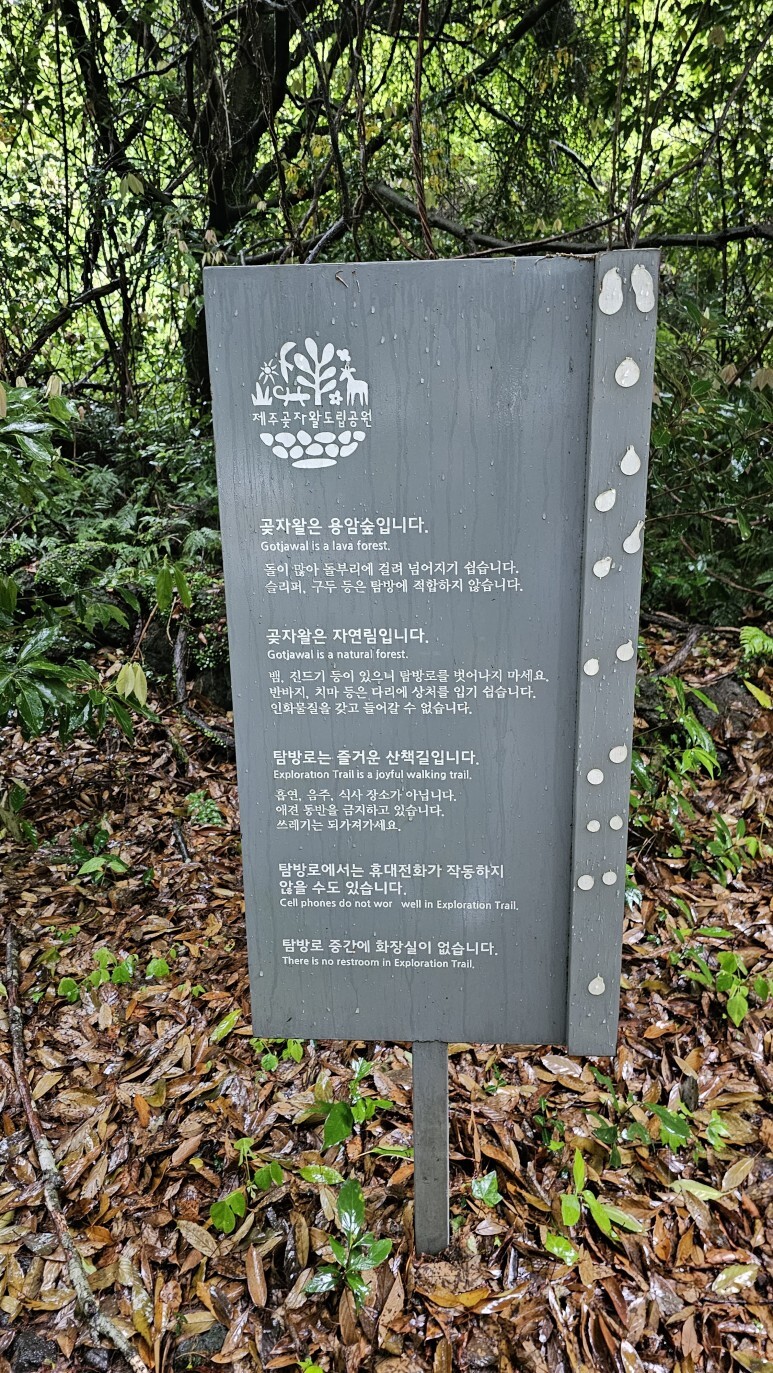 제주곶자왈도립공원
곶자왈은 용암숲입니다.
Gotjawal is a lava forest.
돌이 많아 돌부리에 걸려 넘어지기 쉽습니다.
슬리퍼, 구두 등은 탐방에 적합하지 않습니다.
곶자왈은 자연림입니다.
Gotjawal is a natural forest.
뱀, 진드기 등이 있으니 탐방로를 벗어나지 마세요.
반바지, 치마 등은 다리에 상처를 입기 쉽습니다.
인화물질을 갖고 들어갈 수 없습니다.
탐방로는 즐거운 산책길입니다.
Exploration Trail is a joyful walking trail.
흡연, 음주, 식사 장소가 아닙니다.
애견 동반을 금지하고 있습니다.
쓰레기는 되가져가세요.
탐방로에서는 휴대전화가 작동하지
않을 수도 있습니다.
Cell phones do not wor well in Exploration Trail.
탐방로 중간에 화장실이 없습니다.
There is no restroom in Exploration Trail.